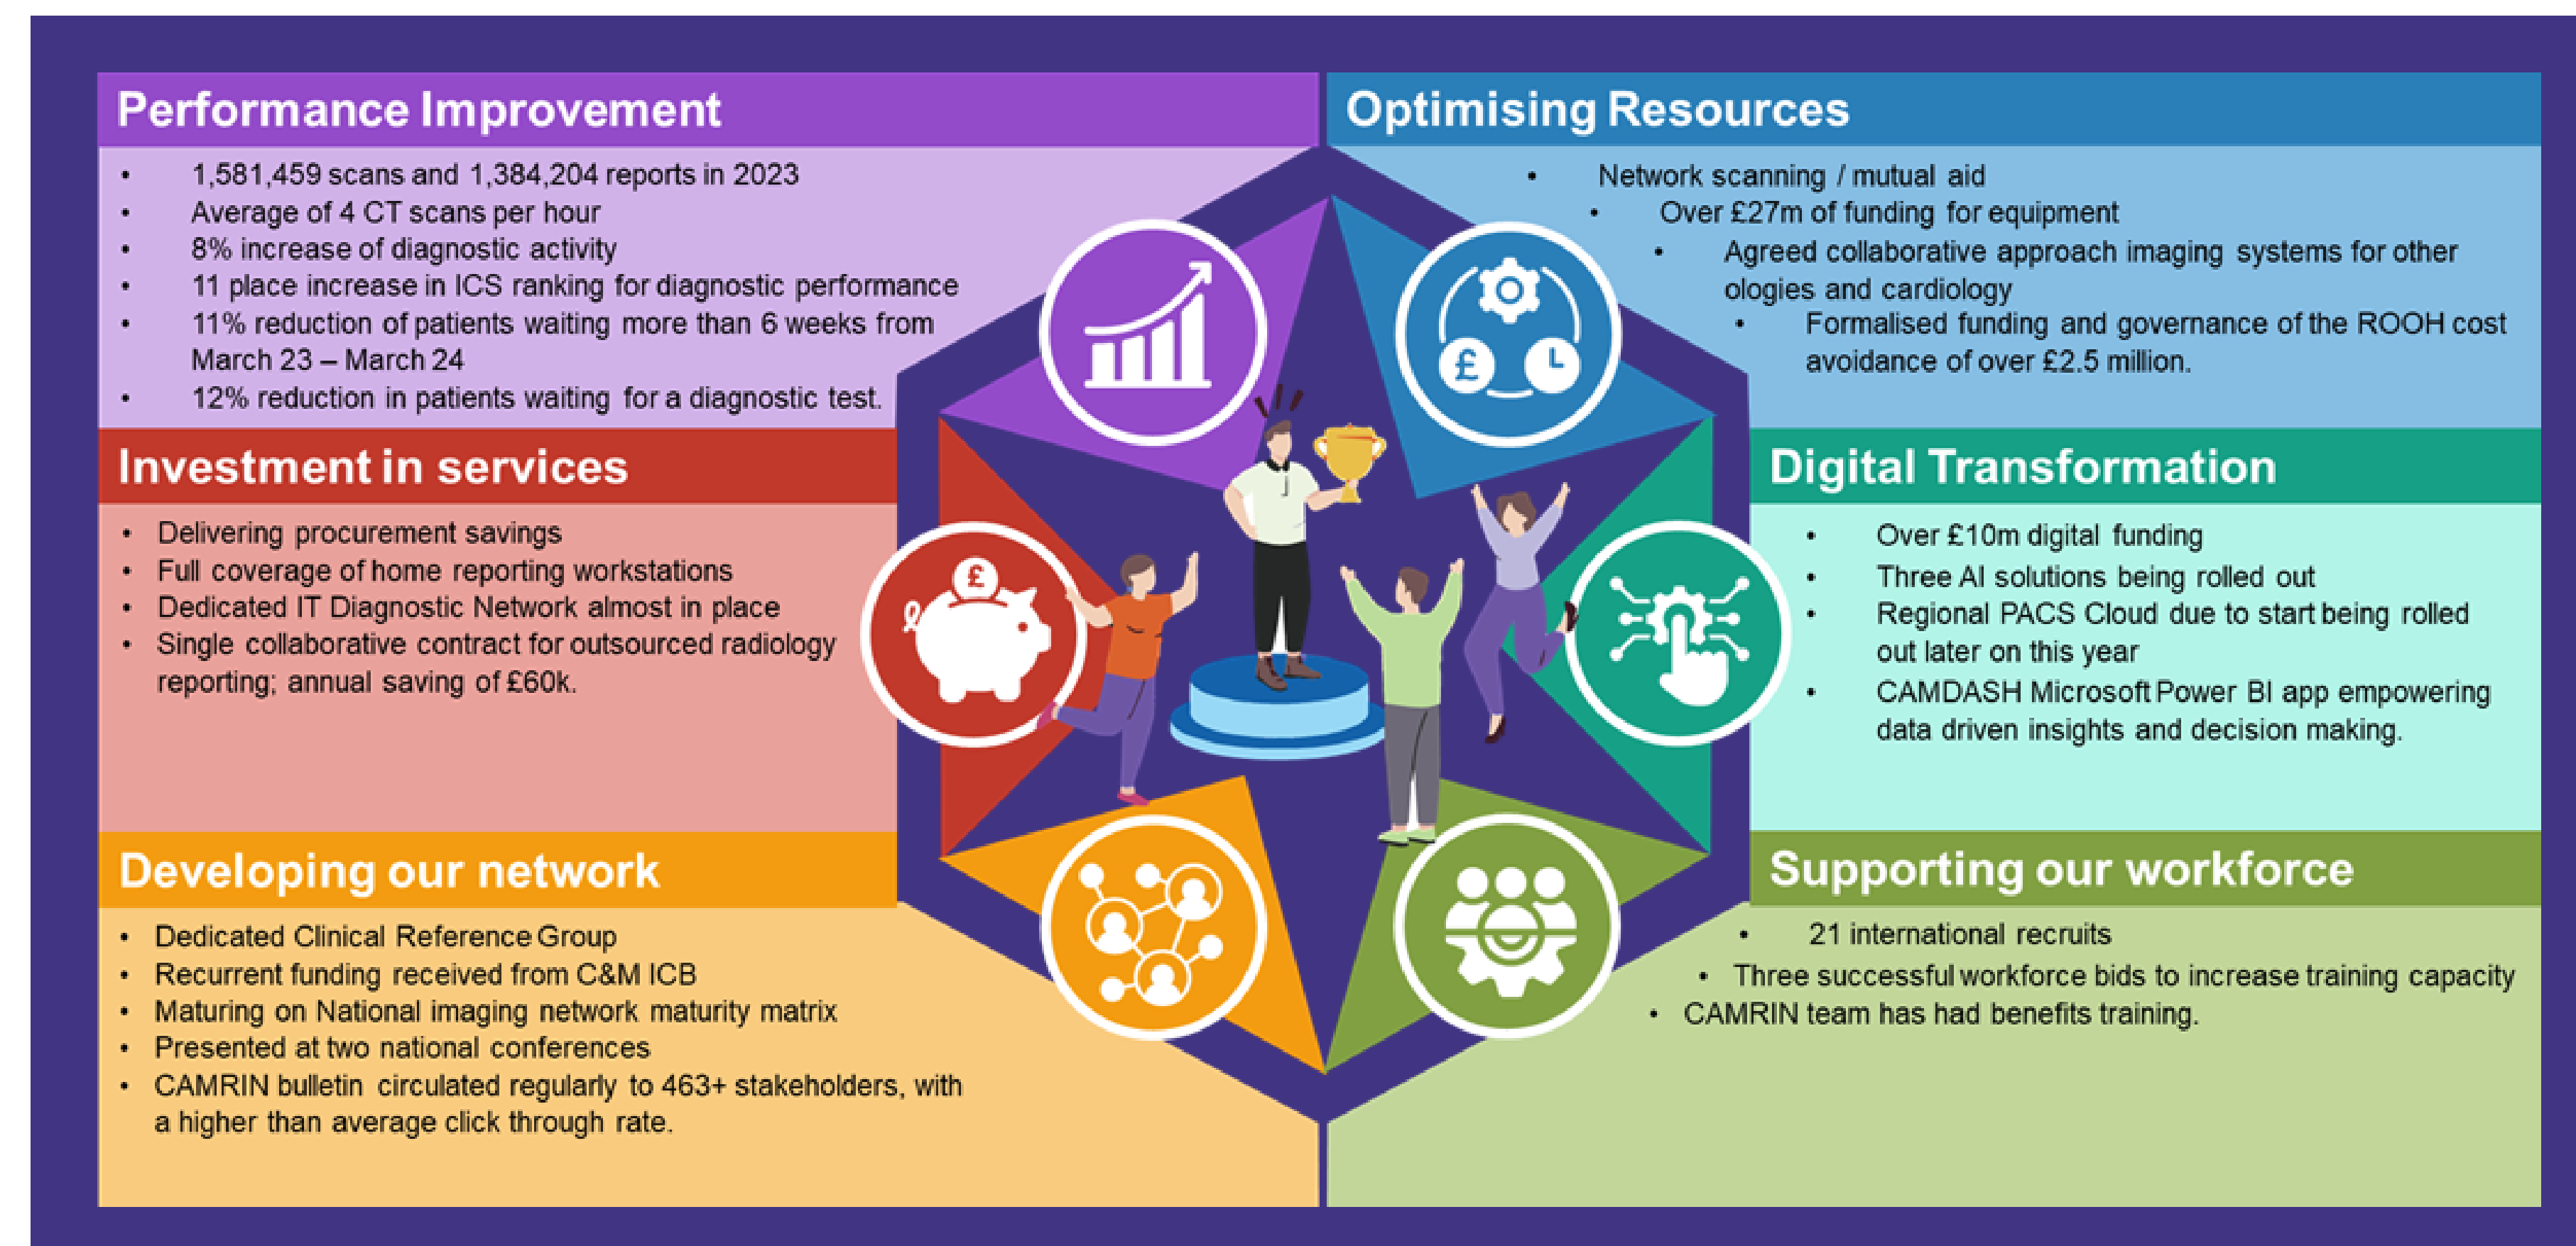 Performance Improvement
• 1,581,459 scans and 1,384,204 reports in 2023
• Average of 4 CT scans per hour
• 8% increase of diagnostic activity
• 11 place increase in ICS ranking for diagnostic performance
• 11% reduction of patients waiting more than 6 weeks from
March 23 – March 24
• 12% reduction in patients waiting for a diagnostic test.
Optimising Resources
• Network scanning / mutual aid
• Over £27m of funding for equipment
• Agreed collaborative approach imaging systems for other
ologies and cardiology
• Formalised funding and governance of the ROOH cost
avoidance of over £2.5 million.
Investment in services
• Delivering procurement savings
• Full coverage of home reporting workstations
• Dedicated IT Diagnostic Network almost in place
• Single collaborative contract for outsourced radiology
reporting; annual saving of £60k.
Digital Transformation
• Over £10m digital funding
• Three AI solutions being rolled out
• Regional PACS Cloud due to start being rolled
out later on this year
• CAMDASH Microsoft Power BI app empowering
data driven insights and decision making.
Developing our network
• Dedicated Clinical Reference Group
• Recurrent funding received from C&M ICB
• Maturing on National imaging network maturity matrix
• Presented at two national conferences
• CAMRIN bulletin circulated regularly to 463+ stakeholders, with
a higher than average click through rate.
Supporting our workforce
• 21 international recruits
• Three successful workforce bids to increase training capacity
• CAMRIN team has had benefits training.
£
£